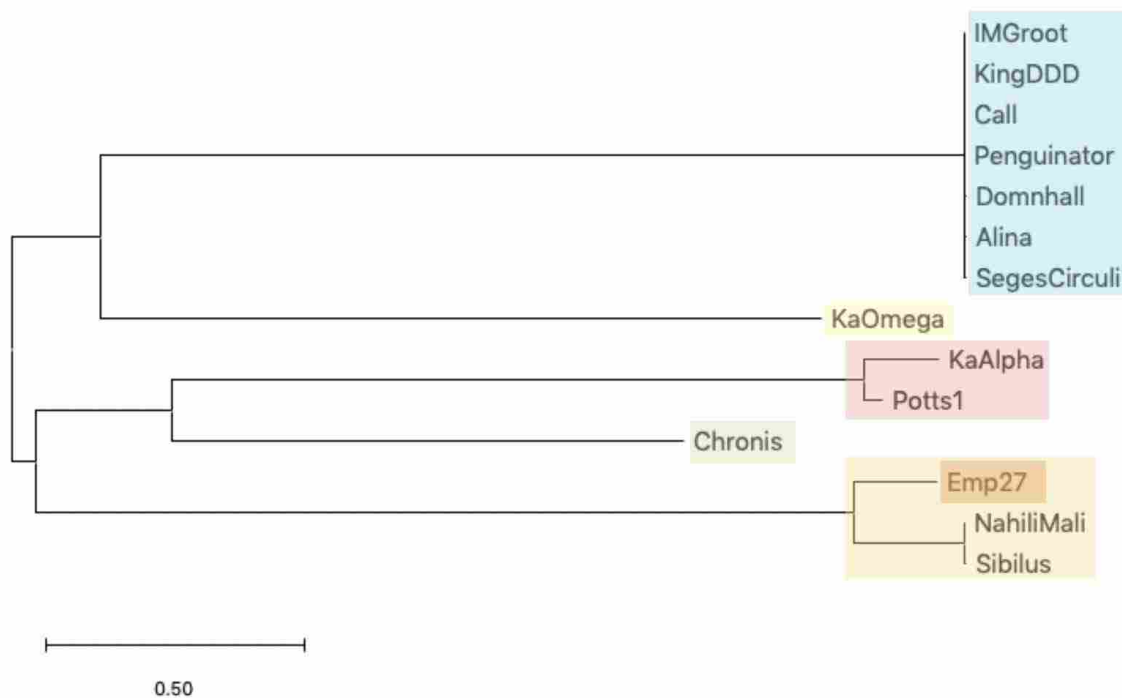 IMGroot
KingDDD
Call
Penguinator
Domnhall
Alina
SegesCirculi
KaOmega
KaAlpha
Potts1
Chronis
Emp27
NahiliMali
Sibilus
0.50